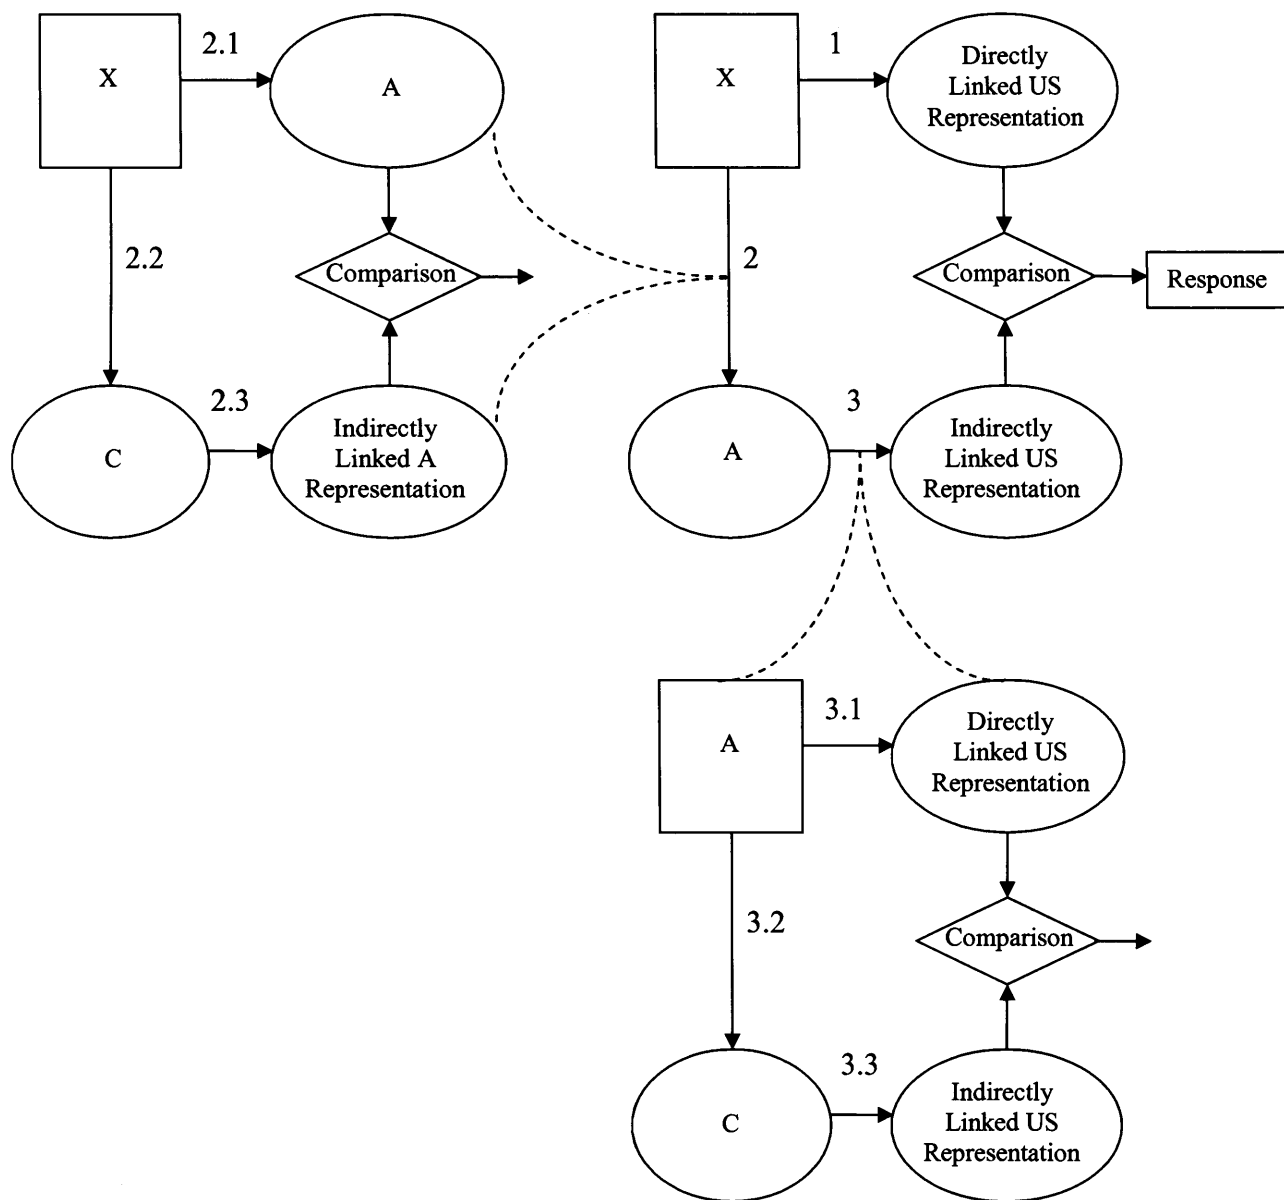 2.1
X
A
2.2
Comparison
2.3
C
Indirectly
Linked A
Representation
1
X
Directly
Linked US
Representation
2
Comparison
Response
3
A
Indirectly
Linked US
Representation
3.1
A
Directly
Linked US
Representation
3.2
Comparison
3.3
C
Indirectly
Linked US
Representation